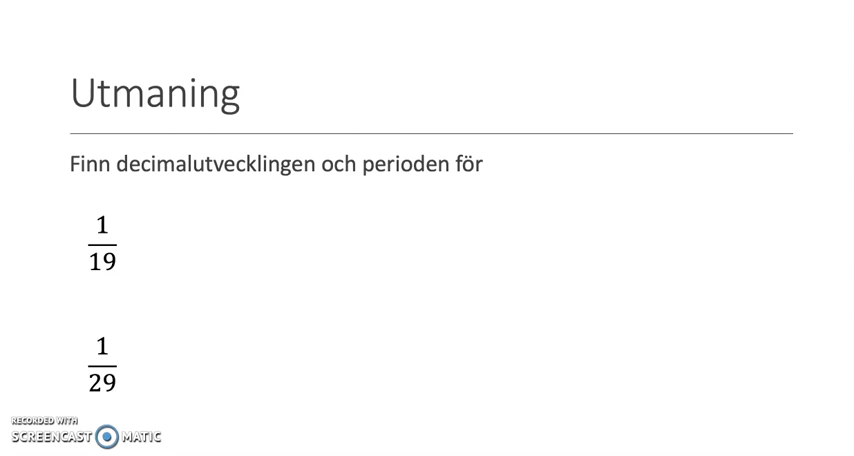 Utmaning
Finn decimalutvecklingen och perioden för
1
19
1
29
RECORDED WITH
SCREENCAST MATIC